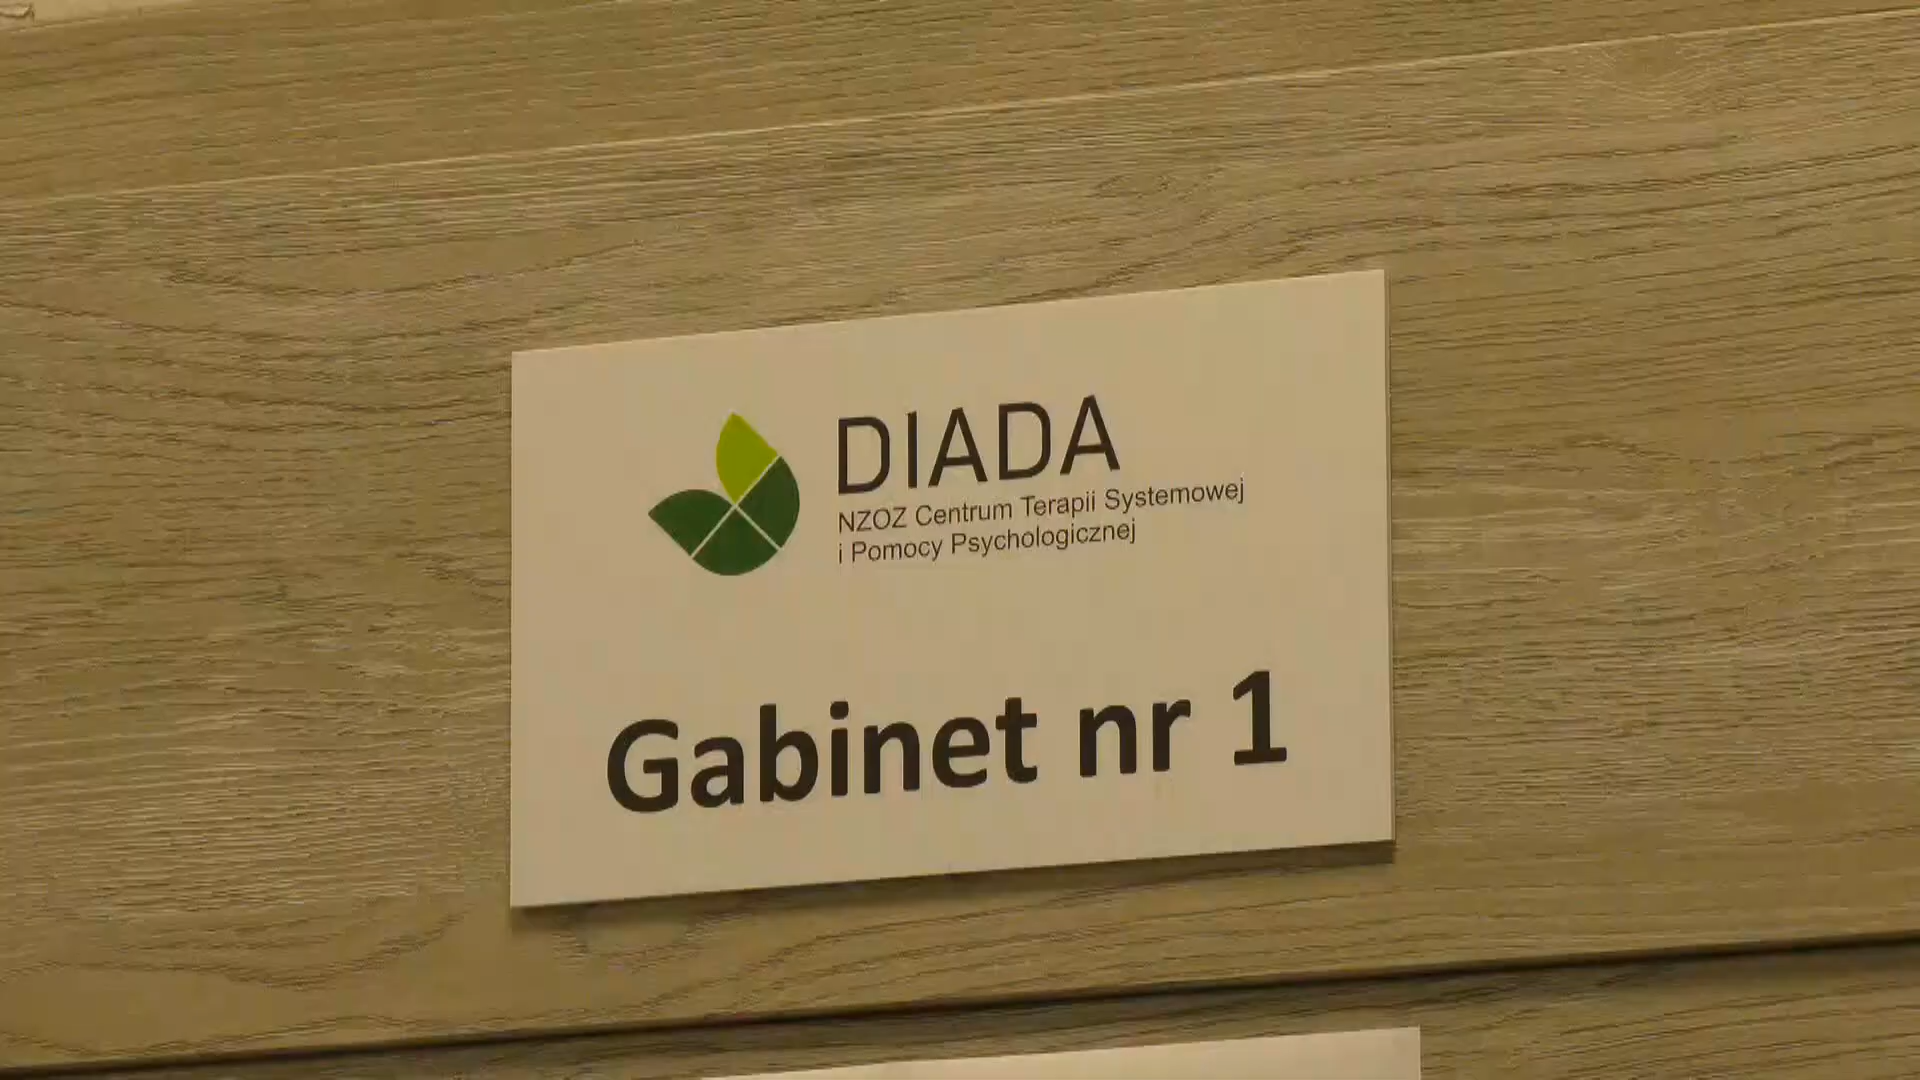 DIADA
NZOZ Centrum Terapii Systemowej
i Pomocy Psychologicznej
Gabinet nr 1